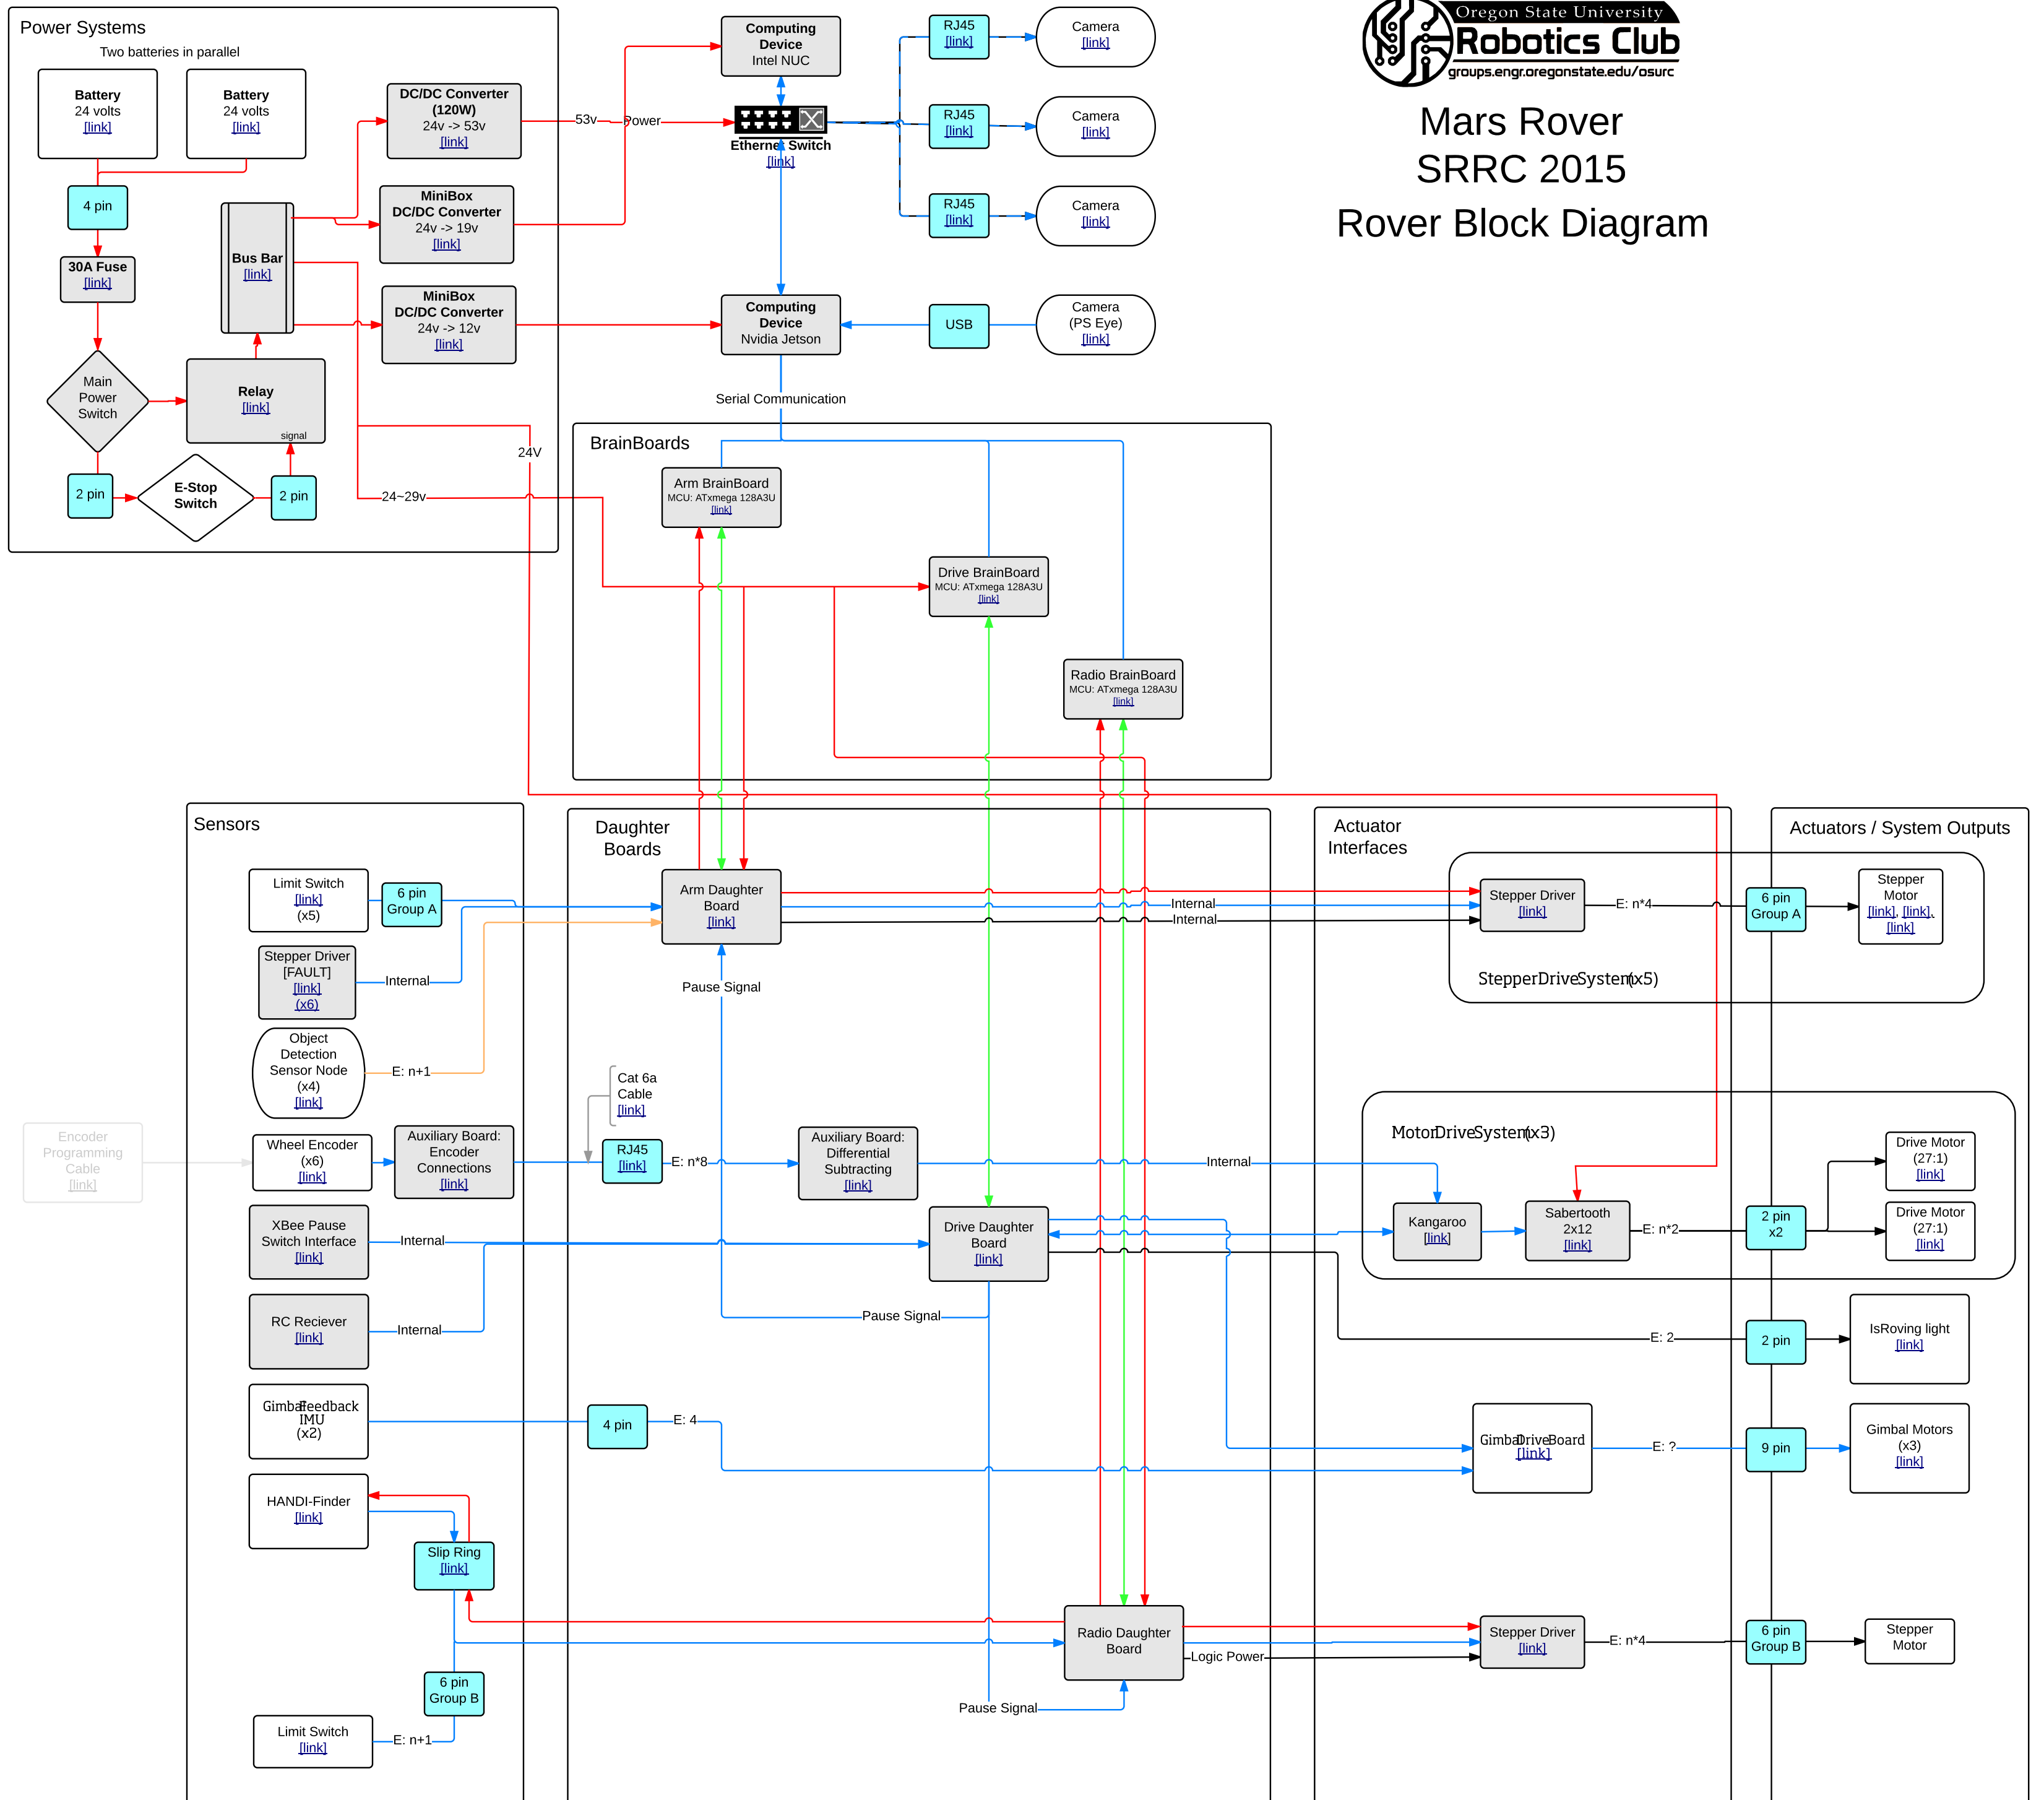 Oregon State University
Robotics Club
groups.engr.oregonstate.edu/osurc
Mars Rover
SRRC 2015
Rover Block Diagram
Power Systems
Two batteries in parallel
Battery
24 volts
[link]
Battery
24 volts
[link]
DC/DC Converter
(120W)
24v -> 53v
[link]
4 pin
MiniBox
DC/DC Converter
24v -> 19v
[link]
30A Fuse
[link]
Bus Bar
[link]
MiniBox
DC/DC Converter
24v -> 12v
[link]
Main
Power
Switch
Relay
[link]
signal
2 pin
E-Stop
Switch
2 pin
24~29v
24V
53v
Power
Computing
Device
Intel NUC
Ethernet Switch
[link]
RJ45
[link]
Camera
[link]
RJ45
[link]
Camera
[link]
RJ45
[link]
Camera
[link]
Computing
Device
Nvidia Jetson
USB
Camera
(PS Eye)
[link]
Serial Communication
BrainBoards
Arm BrainBoard
MCU: ATxmega 128A3U
[link]
Drive BrainBoard
MCU: ATxmega 128A3U
[link]
Radio BrainBoard
MCU: ATxmega 128A3U
[link]
Sensors
Limit Switch
[link]
(x5)
6 pin
Group A
Stepper Driver
[FAULT]
[link]
(x6)
Internal
Object
Detection
Sensor Node
(x4)
[link]
E: n+1
Encoder
Programming
Cable
[link]
Wheel Encoder
(x6)
[link]
Auxiliary Board:
Encoder
Connections
[link]
XBee Pause
Switch Interface
[link]
Internal
RC Reciever
[link]
Internal
Gimbal Feedback
IMU
(x2)
HANDI-Finder
[link]
Slip Ring
[link]
6 pin
Group B
Limit Switch
[link]
E: n+1
Daughter
Boards
Arm Daughter
Board
[link]
Internal
Internal
Pause Signal
Cat 6a
Cable
[link]
RJ45
[link]
E: n*8
Auxiliary Board:
Differential
Subtracting
[link]
Internal
Drive Daughter
Board
[link]
Pause Signal
4 pin
E: 4
Radio Daughter
Board
Logic Power
Pause Signal
Actuator
Interfaces
Stepper Driver
[link]
E: n*4
Stepper Drive System (x5)
Motor Drive System (x3)
Kangaroo
[link]
Sabertooth
2x12
[link]
E: n*2
E: 2
Gimbal Drive Board
[link]
E: ?
Stepper Driver
[link]
E: n*4
Actuators / System Outputs
6 pin
Group A
Stepper
Motor
[link], [link],
[link]
2 pin
x2
Drive Motor
(27:1)
[link]
Drive Motor
(27:1)
[link]
2 pin
IsRoving light
[link]
9 pin
Gimbal Motors
(x3)
[link]
6 pin
Group B
Stepper
Motor